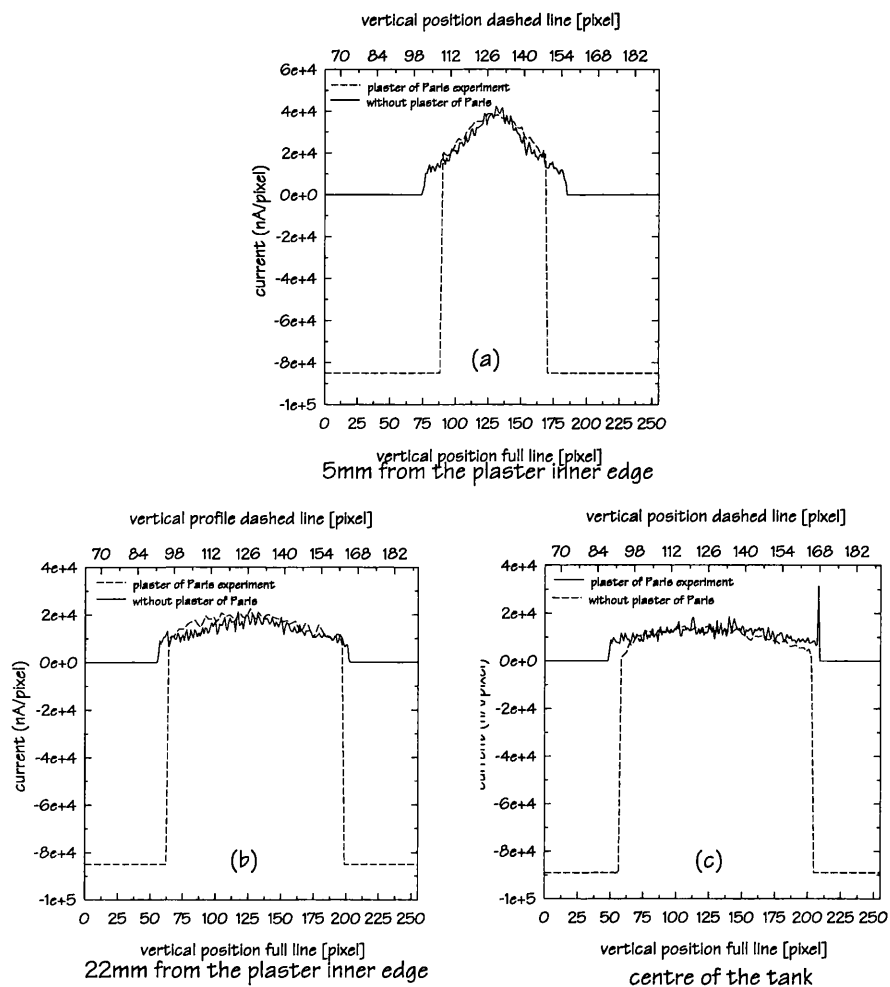 vertical position dashed line [pixel]
70 84 98 112 126 140 154 168 182
6e+4
4e+4
2e+4
0e+0
-2e+4
-4e+4
-6e+4
-8e+4
-1e+5
current (nA/pixel)
plaster of Paris experiment
without plaster of Paris
(a)
0 25 50 75 100 125 150 175 200 225 250
vertical position full line [pixel]
5mm from the plaster inner edge
vertical profile dashed line [pixel]
70 84 98 112 126 140 154 168 182
4e+4
2e+4
0e+0
-2e+4
-4e+4
-6e+4
-8e+4
-1e+5
current (nA/pixel)
plaster of Paris experiment
without plaster of Paris
(b)
0 25 50 75 100 125 150 175 200 225 250
vertical position full line [pixel]
22mm from the plaster inner edge
vertical position dashed line [pixel]
70 84 98 112 126 140 154 168 182
4e+4
2e+4
0e+0
-2e+4
-4e+4
-6e+4
-8e+4
-1e+5
current (nA/pixel)
plaster of Paris experiment
without plaster of Paris
(c)
0 25 50 75 100 125 150 175 200 225 250
vertical position full line [pixel]
centre of the tank